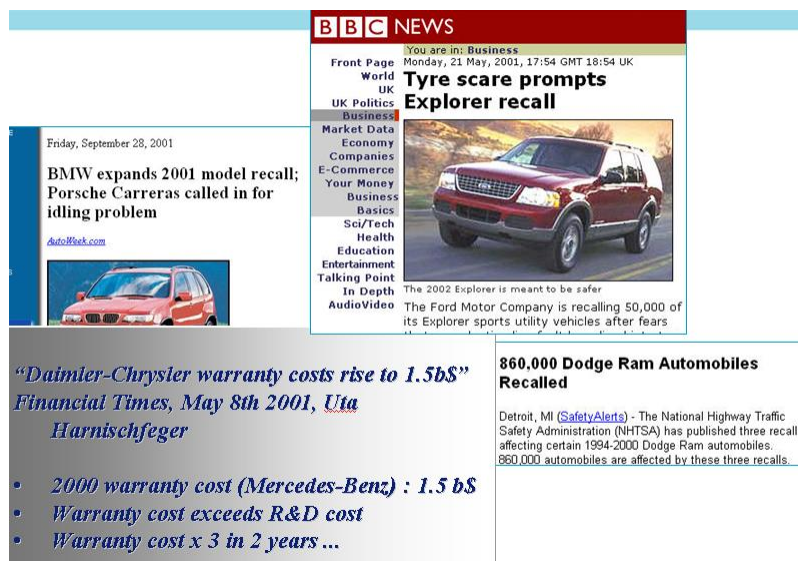 BBC NEWS
You are in: Business
Monday, 21 May, 2001, 17:54 GMT 18:54 UK
Tyre scare prompts
Explorer recall
Front Page
World
UK
UK Politics
Business
Market Data
Economy
Companies
E-Commerce
Your Money
Business
Basics
Sci/Tech
Health
Education
Entertainment
Talking Point
In Depth
AudioVideo
The 2002 Explorer is meant to be safer
The Ford Motor Company is recalling 50,000 of
its Explorer sports utility vehicles after fears
Friday, September 28, 2001
BMW expands 2001 model recall;
Porsche Carreras called in for
idling problem
AutoWeek.com
“Daimler-Chrysler warranty costs rise to 1.5b$”
Financial Times, May 8th 2001, Uta
Harnischfeger
• 2000 warranty cost (Mercedes-Benz) : 1.5 b$
• Warranty cost exceeds R&D cost
• Warranty cost x 3 in 2 years ...
860,000 Dodge Ram Automobiles
Recalled
Detroit, MI (SafetyAlerts) - The National Highway Traffic
Safety Administration (NHTSA) has published three recall
affecting certain 1994-2000 Dodge Ram automobiles.
860,000 automobiles are affected by these three recalls.